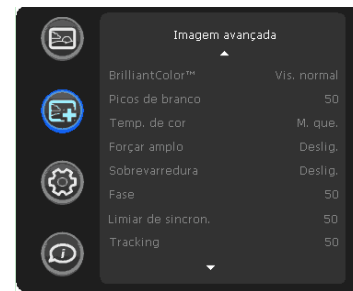 Imagem avançada
BrilliantColor™ Vis. normal
Picos de branco 50
Temp. de cor M. que.
Forçar amplo Deslig.
Sobrevarredura Deslig.
Fase 50
Limiar de sincron. 50
Tracking 50